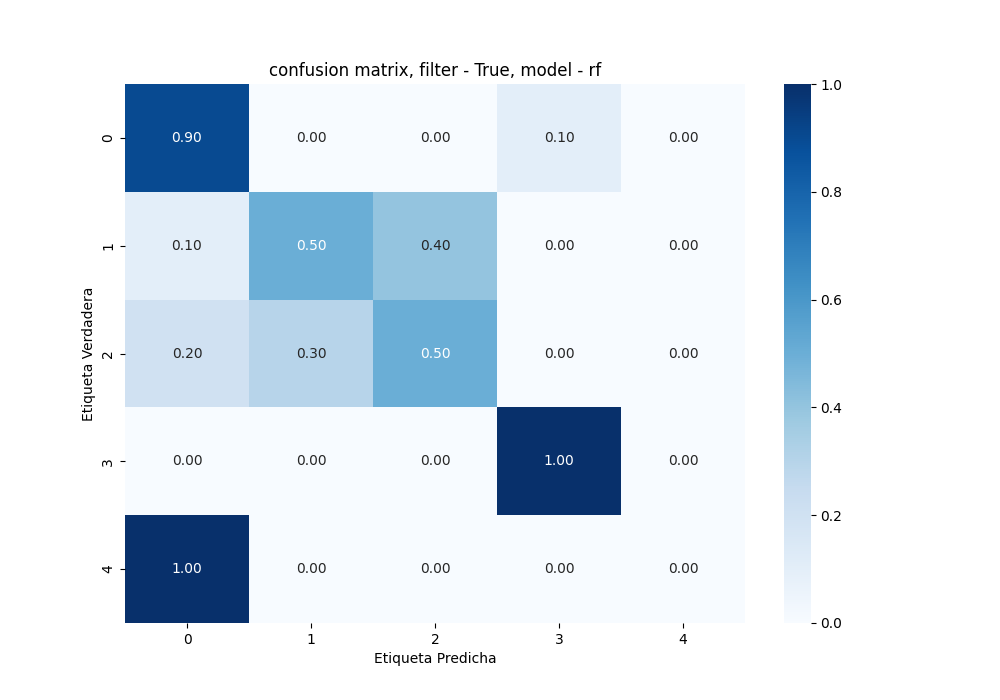 confusion matrix, filter - True, model - rf
Etiqueta Verdadera
0 0.90 0.00 0.00 0.10 0.00
1 0.10 0.50 0.40 0.00 0.00
2 0.20 0.30 0.50 0.00 0.00
3 0.00 0.00 0.00 1.00 0.00
4 1.00 0.00 0.00 0.00 0.00
0 1 2 3 4
Etiqueta Predicha
1.0
0.8
0.6
0.4
0.2
0.0